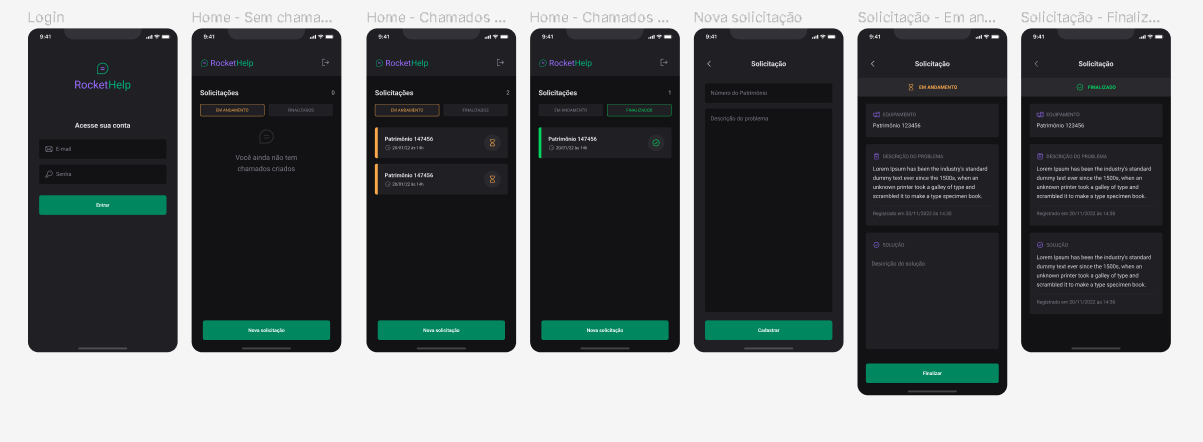 Login
9:41
RocketHelp
Acesse sua conta
E-mail
Senha
Entrar
Home - Sem chama...
9:41
RocketHelp
Solicitações 0
EM ANDAMENTO FINALIZADOS
Você ainda não tem
chamados criados
Nova solicitação
Home - Chamados ...
9:41
RocketHelp
Solicitações 2
EM ANDAMENTO FINALIZADOS
Patrimônio 147456
20/01/22 às 14h
Patrimônio 147456
20/01/22 às 14h
Nova solicitação
Home - Chamados ...
9:41
RocketHelp
Solicitações 1
EM ANDAMENTO FINALIZADOS
Patrimônio 147456
20/01/22 às 14h
Nova solicitação
Nova solicitação
9:41
Solicitação
Número do Patrimônio
Descrição do problema
Cadastrar
Solicitação - Em an...
9:41
Solicitação
EM ANDAMENTO
EQUIPAMENTO
Patrimônio 123456
DESCRIÇÃO DO PROBLEMA
Lorem Ipsum has been the industry's standard
dummy text ever since the 1500s, when an
unknown printer took a galley of type and
scrambled it to make a type specimen book.
Registrado em 20/11/2022 às 14:36
SOLUÇÃO
Descrição da solução
Finalizar
Solicitação - Finaliz...
9:41
Solicitação
FINALIZADO
EQUIPAMENTO
Patrimônio 123456
DESCRIÇÃO DO PROBLEMA
Lorem Ipsum has been the industry's standard
dummy text ever since the 1500s, when an
unknown printer took a galley of type and
scrambled it to make a type specimen book.
Registrado em 20/11/2022 às 14:36
SOLUÇÃO
Lorem Ipsum has been the industry's standard
dummy text ever since the 1500s, when an
unknown printer took a galley of type and
scrambled it to make a type specimen book.
Registrado em 20/11/2022 às 14:36